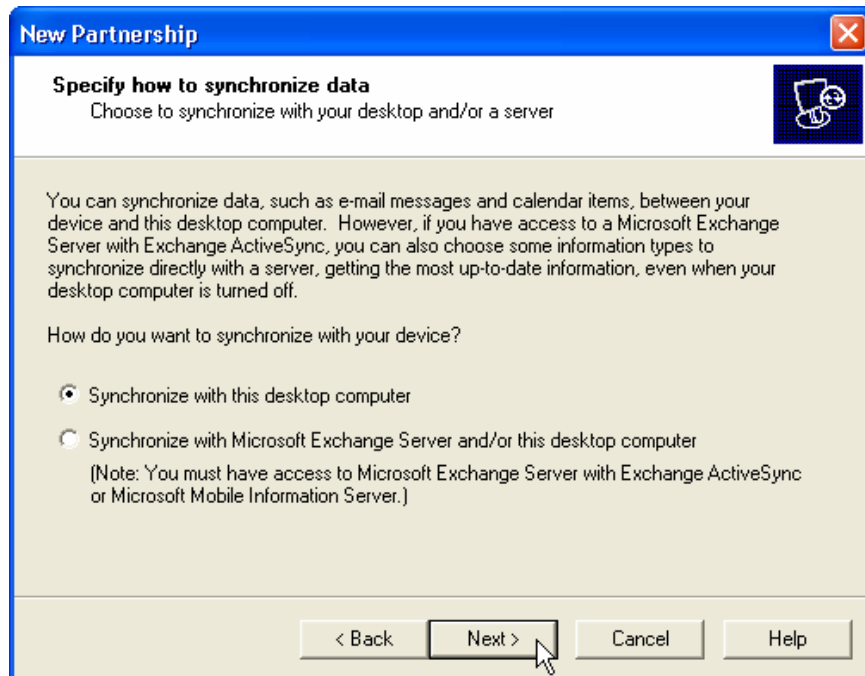 New Partnership
Specify how to synchronize data
Choose to synchronize with your desktop and/or a server
You can synchronize data, such as e-mail messages and calendar items, between your
device and this desktop computer.  However, if you have access to a Microsoft Exchange
Server with Exchange ActiveSync, you can also choose some information types to
synchronize directly with a server, getting the most up-to-date information, even when your
desktop computer is turned off.
How do you want to synchronize with your device?
Synchronize with this desktop computer
Synchronize with Microsoft Exchange Server and/or this desktop computer
(Note: You must have access to Microsoft Exchange Server with Exchange ActiveSync
or Microsoft Mobile Information Server.)
< Back Next > Cancel Help